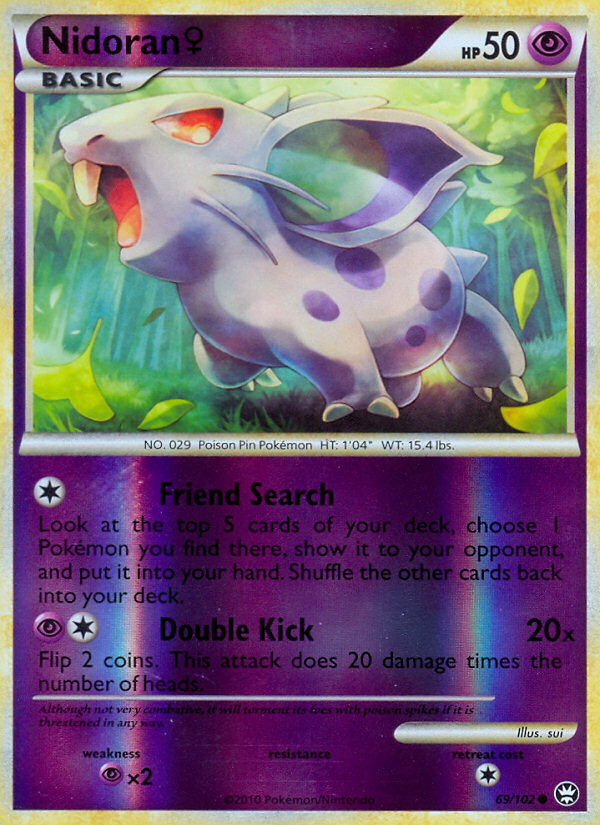 Nidoran♀
HP 50
BASIC
NO. 029 Poison Pin Pokémon HT: 1'04" WT: 15.4 lbs.
Friend Search
Look at the top 5 cards of your deck, choose 1
Pokémon you find there, show it to your opponent,
and put it into your hand. Shuffle the other cards back
into your deck.
Double Kick 20x
Flip 2 coins. This attack does 20 damage times the
number of heads.
Although not very combative, it will torment its foes with poison spikes if it is
threatened in any way.
Illus. sui
weakness resistance retreat cost
×2
©2010 Pokémon/Nintendo 69/102